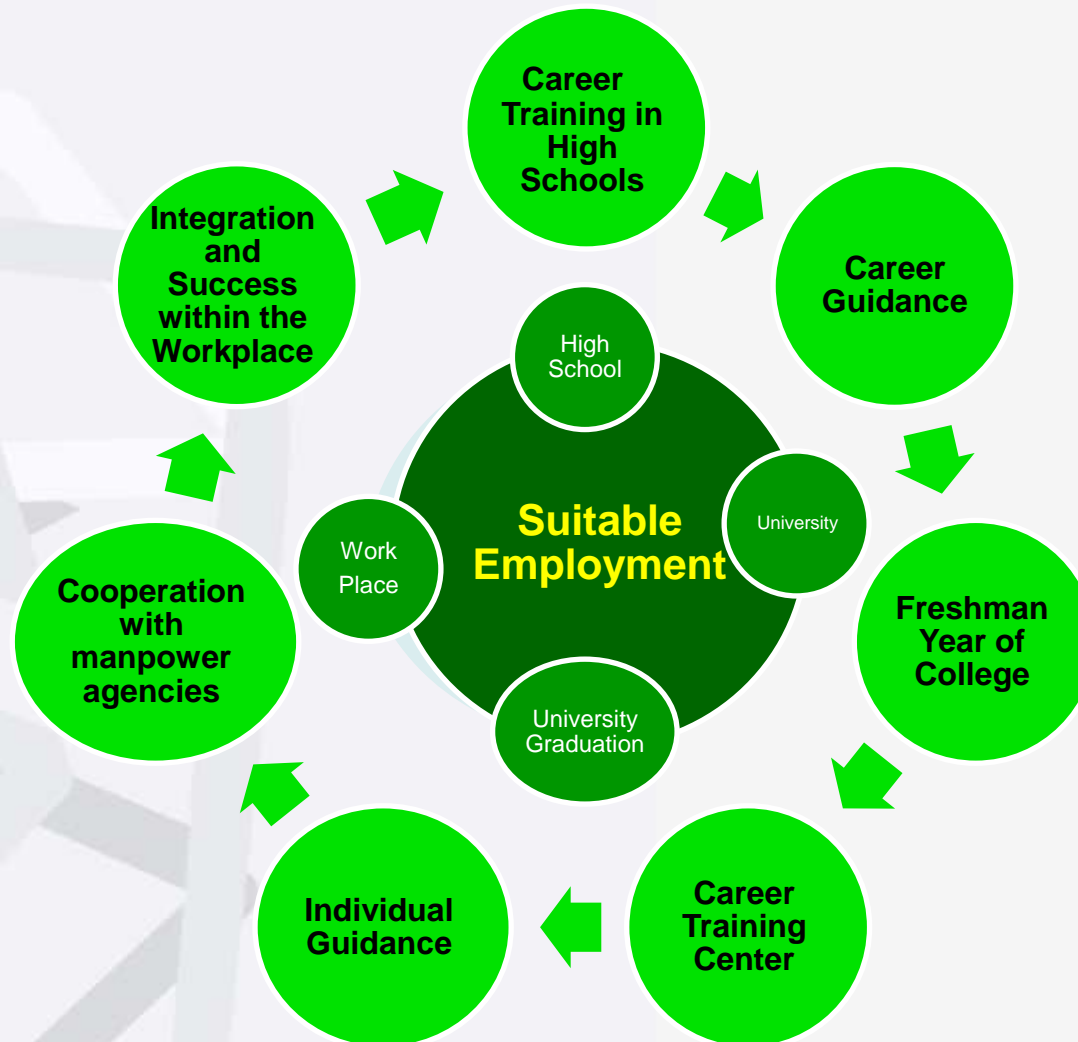 Career
Training in
High
Schools
Career
Guidance
Freshman
Year of
College
Career
Training
Center
Individual
Guidance
Cooperation
with
manpower
agencies
Integration
and
Success
within the
Workplace
High
School
University
University
Graduation
Work
Place
Suitable
Employment